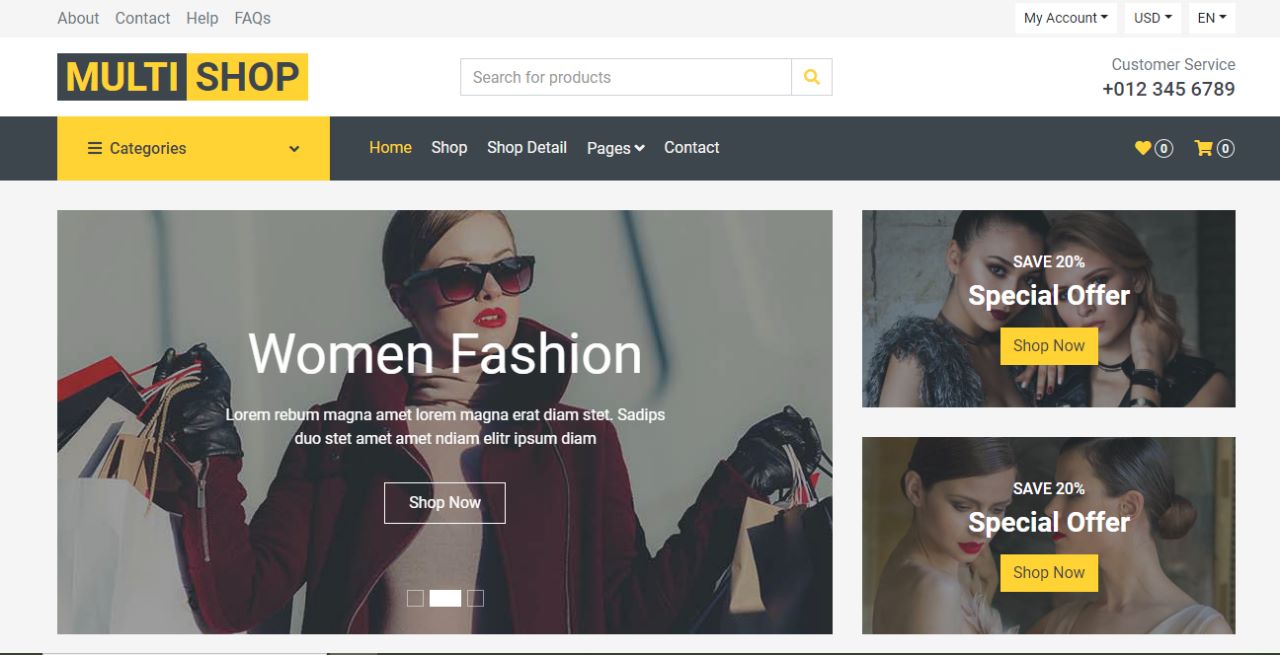 About Contact Help FAQs
My Account USD EN
MULTI SHOP
Search for products
Customer Service
+012 345 6789
Categories
Home Shop Shop Detail Pages Contact
0 0
Women Fashion
Lorem rebum magna amet lorem magna erat diam stet. Sadips
duo stet amet amet ndiam elitr ipsum diam
Shop Now
SAVE 20%
Special Offer
Shop Now
SAVE 20%
Special Offer
Shop Now